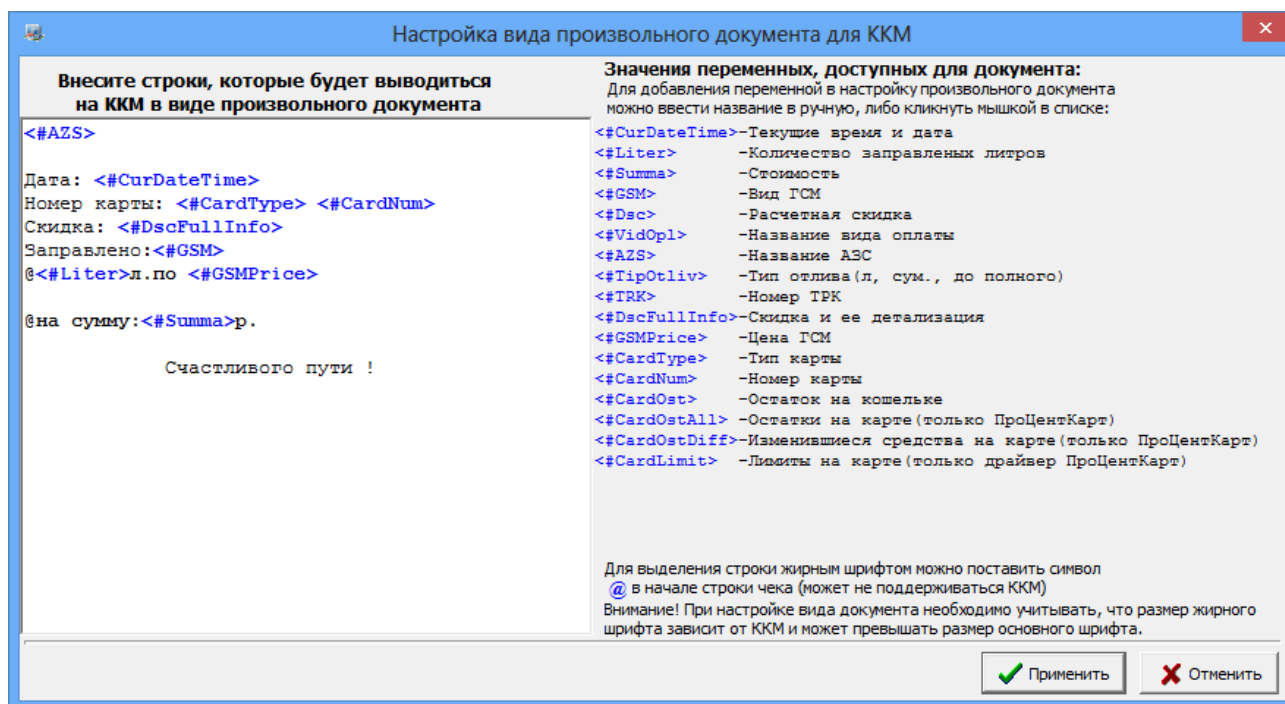 Настройка вида произвольного документа для ККМ
Внесите строки, которые будет выводиться
на ККМ в виде произвольного документа
<#AZS>
Дата: <#CurDateTime>
Номер карты: <#CardType> <#CardNum>
Скидка: <#DscFullInfo>
Заправлено:<#GSM>
@<#Liter>л.по <#GSMPrice>
@на сумму:<#Summa>р.
Счастливого пути !
Значения переменных, доступных для документа:
Для добавления переменной в настройку произвольного документа
можно ввести название в ручную, либо кликнуть мышкой в списке:
<#CurDateTime>-Текущие время и дата
<#Liter> -Количество заправленых литров
<#Summa> -Стоимость
<#GSM> -Вид ГСМ
<#Dsc> -Расчетная скидка
<#VidOpl> -Название вида оплаты
<#AZS> -Название АЗС
<#TipOtliv> -Тип отлива(л, сум., до полного)
<#TRK> -Номер ТРК
<#DscFullInfo>-Скидка и ее детализация
<#GSMPrice> -Цена ГСМ
<#CardType> -Тип карты
<#CardNum> -Номер карты
<#CardOst> -Остаток на кошельке
<#CardOstAll> -Остатки на карте(только ПроЦентКарт)
<#CardOstDiff>-Изменившиеся средства на карте(только ПроЦентКарт)
<#CardLimit> -Лимиты на карте(только драйвер ПроЦентКарт)
Для выделения строки жирным шрифтом можно поставить символ
@ в начале строки чека (может не поддерживаться ККМ)
Внимание! При настройке вида документа необходимо учитывать, что размер жирного
шрифта зависит от ККМ и может превышать размер основного шрифта.
Применить
Отменить